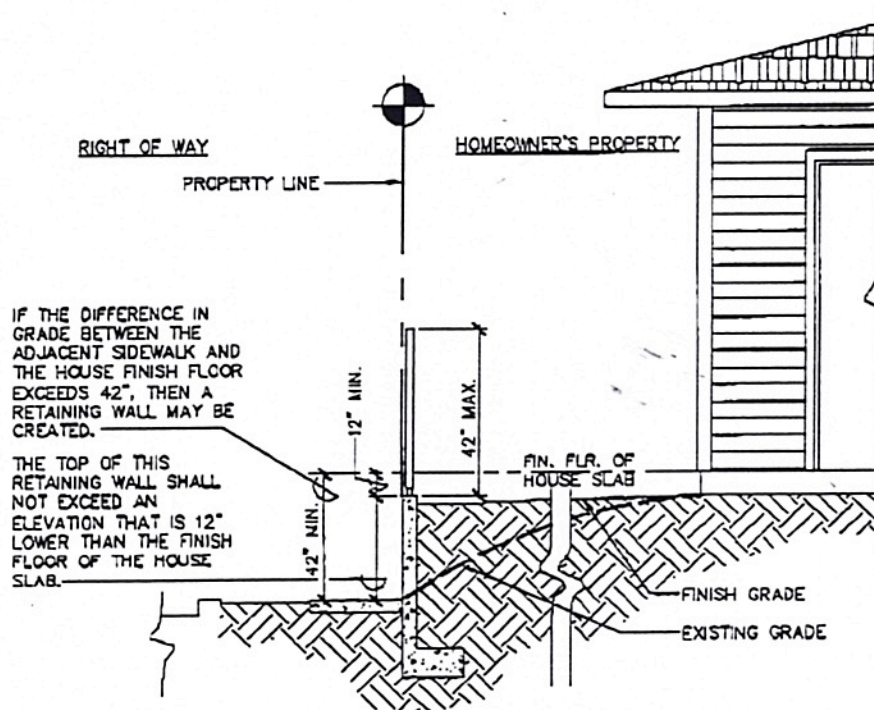 RIGHT OF WAY
HOMEOWNER'S PROPERTY
PROPERTY LINE
IF THE DIFFERENCE IN
GRADE BETWEEN THE
ADJACENT SIDEWALK AND
THE HOUSE FINISH FLOOR
EXCEEDS 42", THEN A
RETAINING WALL MAY BE
CREATED.
THE TOP OF THIS
RETAINING WALL SHALL
NOT EXCEED AN
ELEVATION THAT IS 12"
LOWER THAN THE FINISH
FLOOR OF THE HOUSE
SLAB.
12" MIN.
42" MAX.
42" MIN.
FIN. FLR. OF
HOUSE SLAB
FINISH GRADE
EXISTING GRADE